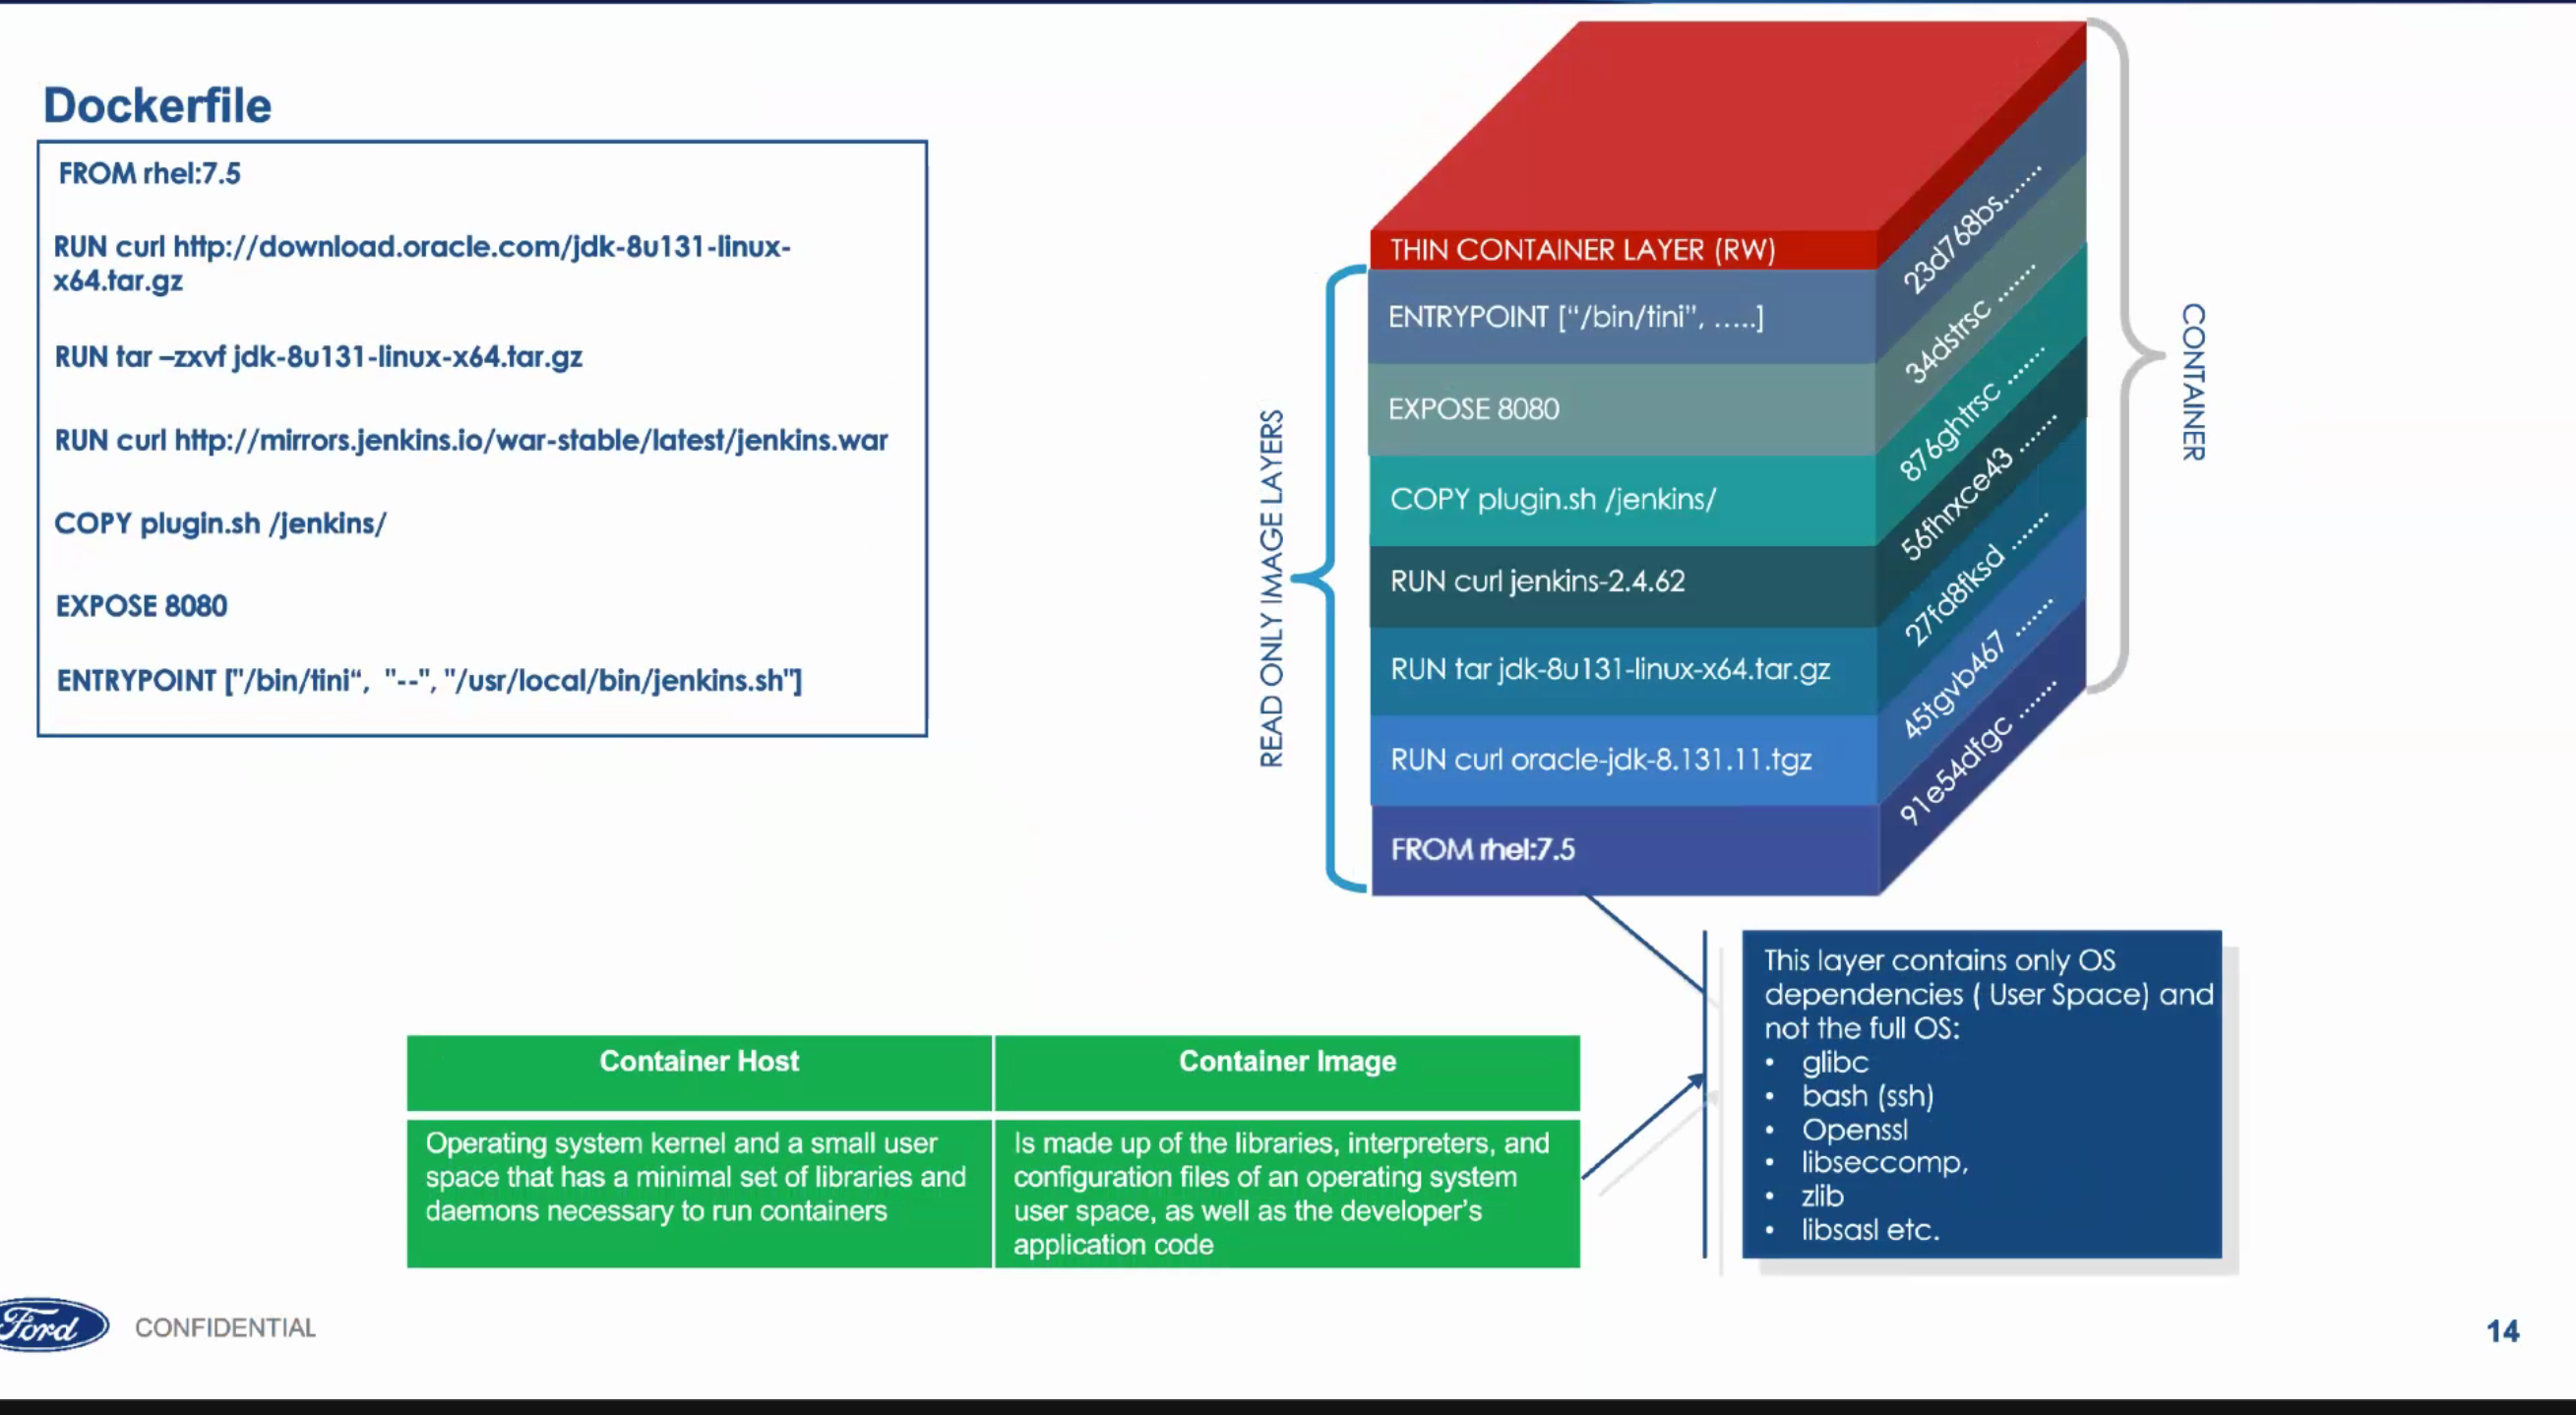 Dockerfile
FROM rhel:7.5
RUN curl http://download.oracle.com/jdk-8u131-linux-
x64.tar.gz
RUN tar –zxvf jdk-8u131-linux-x64.tar.gz
RUN curl http://mirrors.jenkins.io/war-stable/latest/jenkins.war
COPY plugin.sh /jenkins/
EXPOSE 8080
ENTRYPOINT ["/bin/tini“, "--", "/usr/local/bin/jenkins.sh"]
READ ONLY IMAGE LAYERS
THIN CONTAINER LAYER (RW)
ENTRYPOINT [“/bin/tini”, …..]
EXPOSE 8080
COPY plugin.sh /jenkins/
RUN curl jenkins-2.4.62
RUN tar jdk-8u131-linux-x64.tar.gz
RUN curl oracle-jdk-8.131.11.tgz
FROM rhel:7.5
23d768bs.......
34dstrsc .......
876ghtrsc .......
56fhrxce43 .......
27fd8fksd .......
45tgvb467 .......
91e54dfgc .......
CONTAINER
This layer contains only OS
dependencies ( User Space) and
not the full OS:
• glibc
• bash (ssh)
• Openssl
• libseccomp,
• zlib
• libsasl etc.
Container Host
Operating system kernel and a small user
space that has a minimal set of libraries and
daemons necessary to run containers
Container Image
Is made up of the libraries, interpreters, and
configuration files of an operating system
user space, as well as the developer’s
application code
Ford
CONFIDENTIAL
14